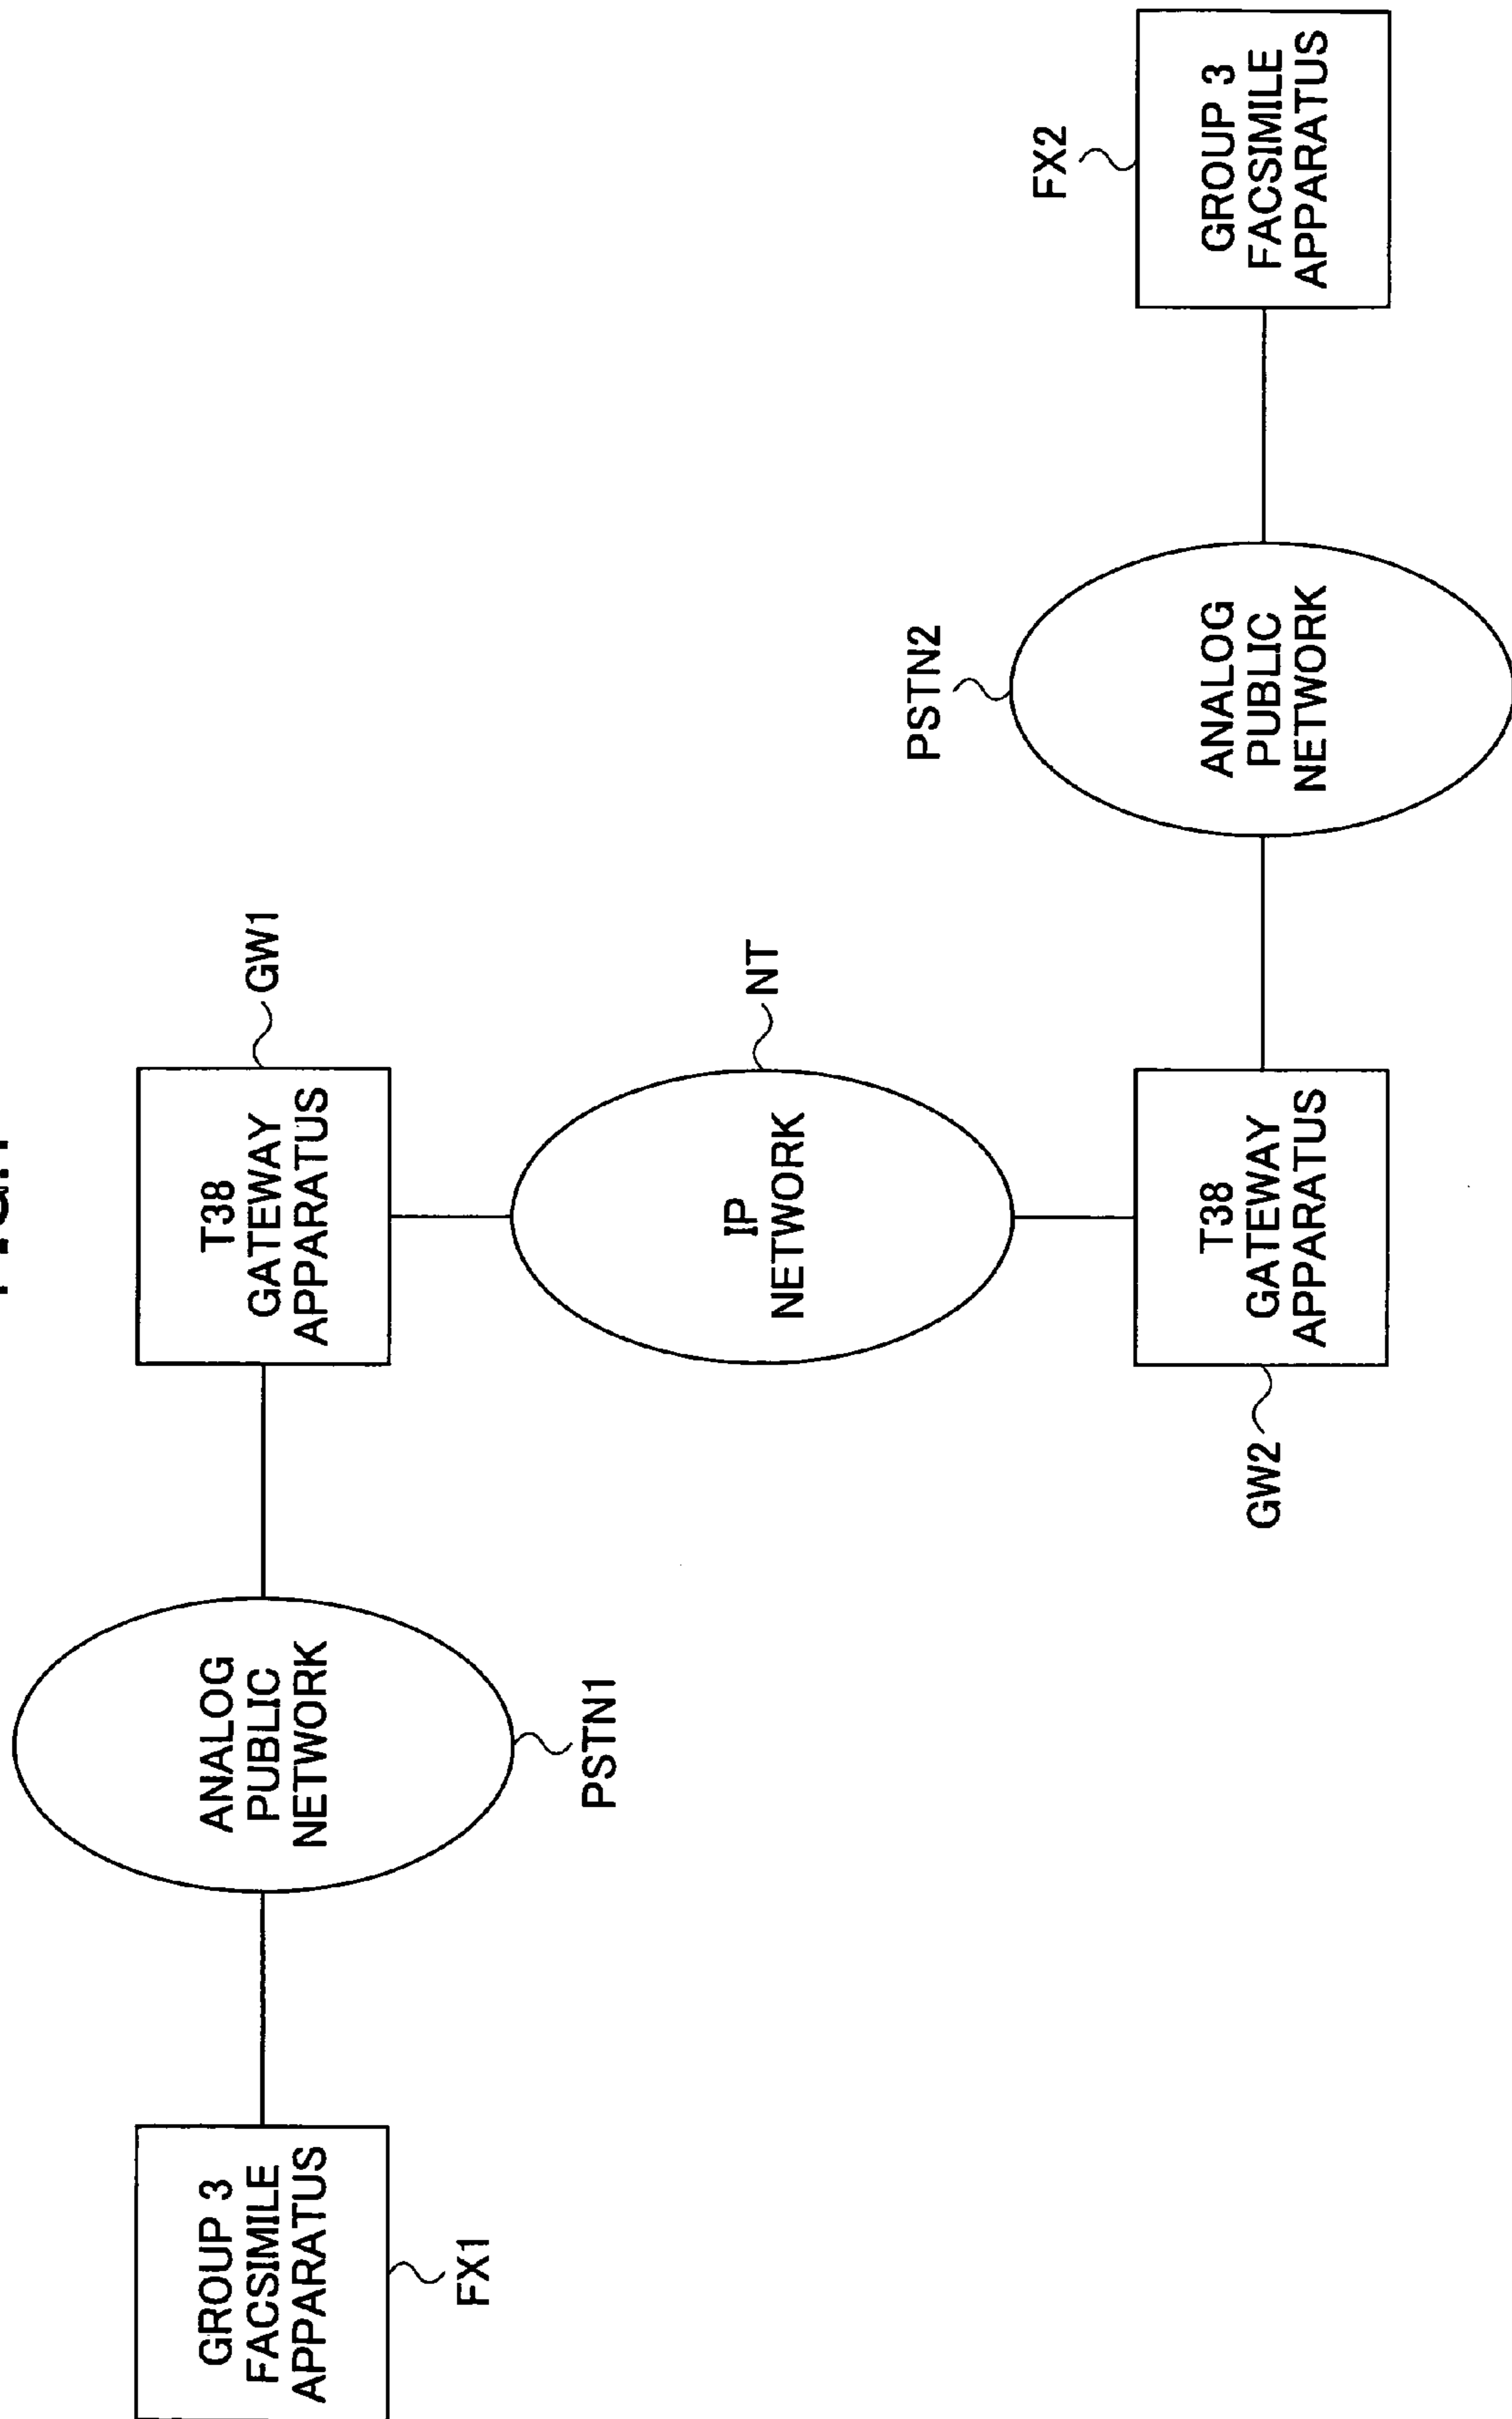 GROUP 3
FACSIMILE
APPARATUS
FX1
ANALOG
PUBLIC
NETWORK
PSTN1
T38
GATEWAY
APPARATUS
GW1
IP
NETWORK
NT
GW2
T38
GATEWAY
APPARATUS
PSTN2
ANALOG
PUBLIC
NETWORK
FX2
GROUP 3
FACSIMILE
APPARATUS